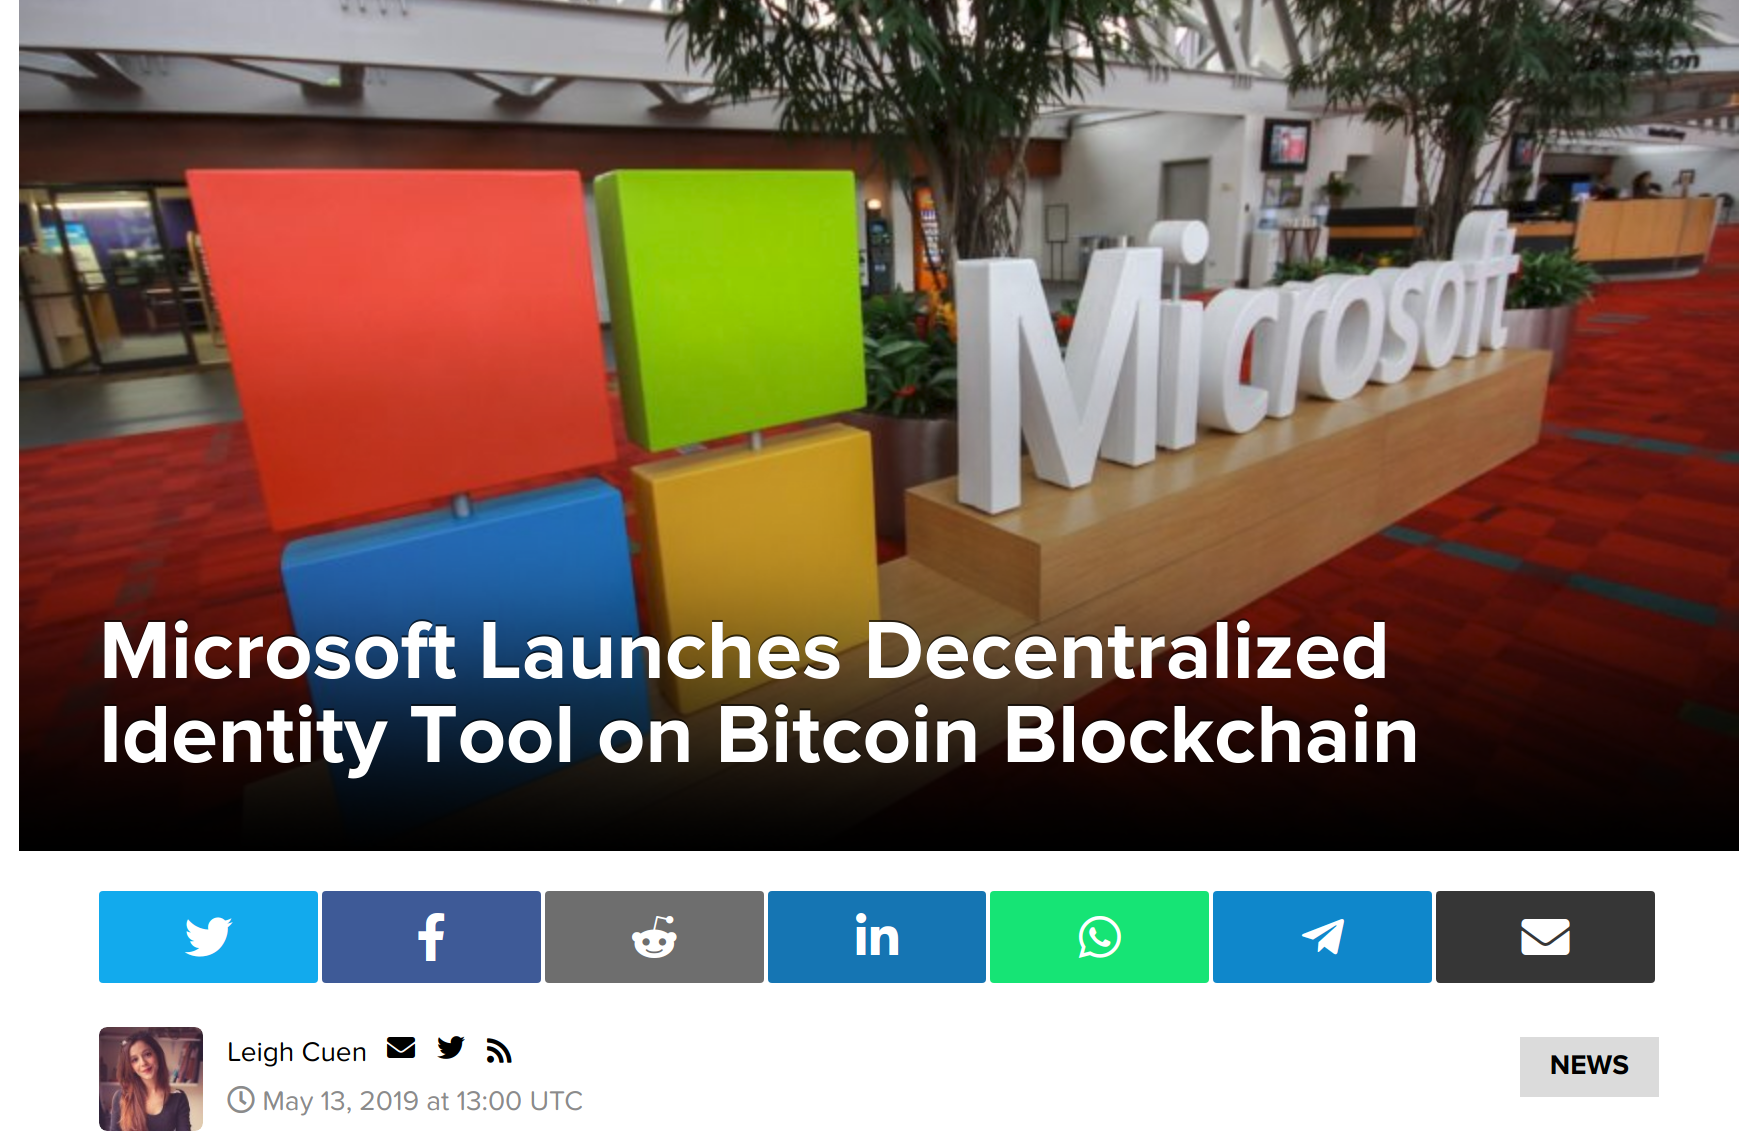 Microsoft
Microsoft Launches Decentralized
Identity Tool on Bitcoin Blockchain
in
Leigh Cuen
May 13, 2019 at 13:00 UTC
NEWS